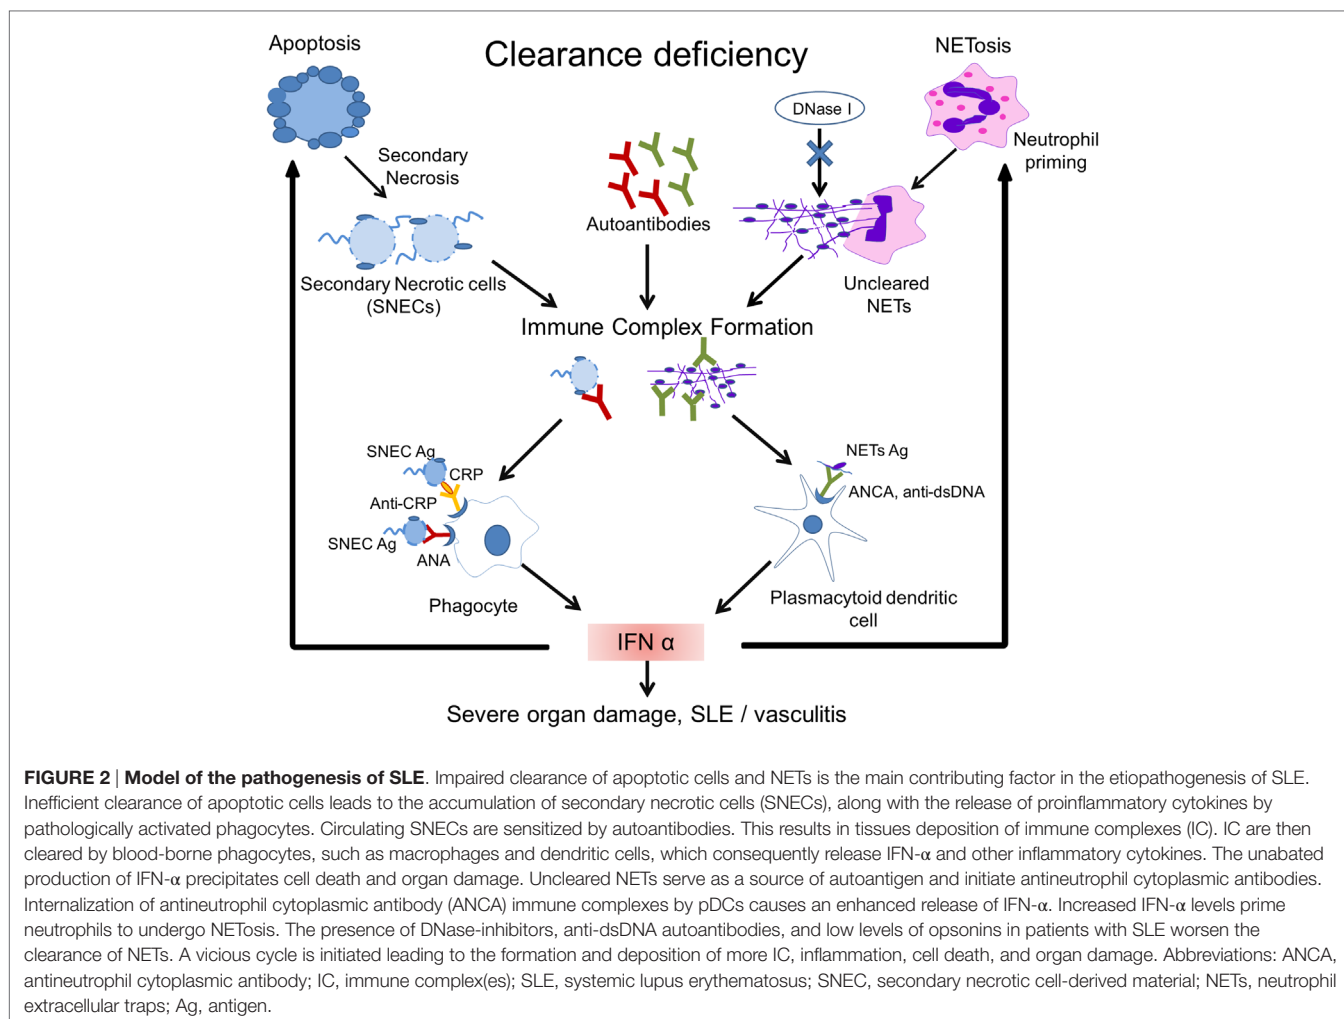 Clearance deficiency
Apoptosis
NETosis
DNase I
Neutrophil
priming
Secondary
Necrosis
Autoantibodies
Secondary Necrotic cells
(SNECs)
Uncleared
NETs
Immune Complex Formation
SNEC Ag
CRP
Anti-CRP
SNEC Ag
ANA
Phagocyte
NETs Ag
ANCA, anti-dsDNA
Plasmacytoid dendritic
cell
IFN α
Severe organ damage, SLE / vasculitis
FIGURE 2 | Model of the pathogenesis of SLE. Impaired clearance of apoptotic cells and NETs is the main contributing factor in the etiopathogenesis of SLE.
Inefficient clearance of apoptotic cells leads to the accumulation of secondary necrotic cells (SNECs), along with the release of proinflammatory cytokines by
pathologically activated phagocytes. Circulating SNECs are sensitized by autoantibodies. This results in tissues deposition of immune complexes (IC). IC are then
cleared by blood-borne phagocytes, such as macrophages and dendritic cells, which consequently release IFN-α and other inflammatory cytokines. The unabated
production of IFN-α precipitates cell death and organ damage. Uncleared NETs serve as a source of autoantigen and initiate antineutrophil cytoplasmic antibodies.
Internalization of antineutrophil cytoplasmic antibody (ANCA) immune complexes by pDCs causes an enhanced release of IFN-α. Increased IFN-α levels prime
neutrophils to undergo NETosis. The presence of DNase-inhibitors, anti-dsDNA autoantibodies, and low levels of opsonins in patients with SLE worsen the
clearance of NETs. A vicious cycle is initiated leading to the formation and deposition of more IC, inflammation, cell death, and organ damage. Abbreviations: ANCA,
antineutrophil cytoplasmic antibody; IC, immune complex(es); SLE, systemic lupus erythematosus; SNEC, secondary necrotic cell-derived material; NETs, neutrophil
extracellular traps; Ag, antigen.